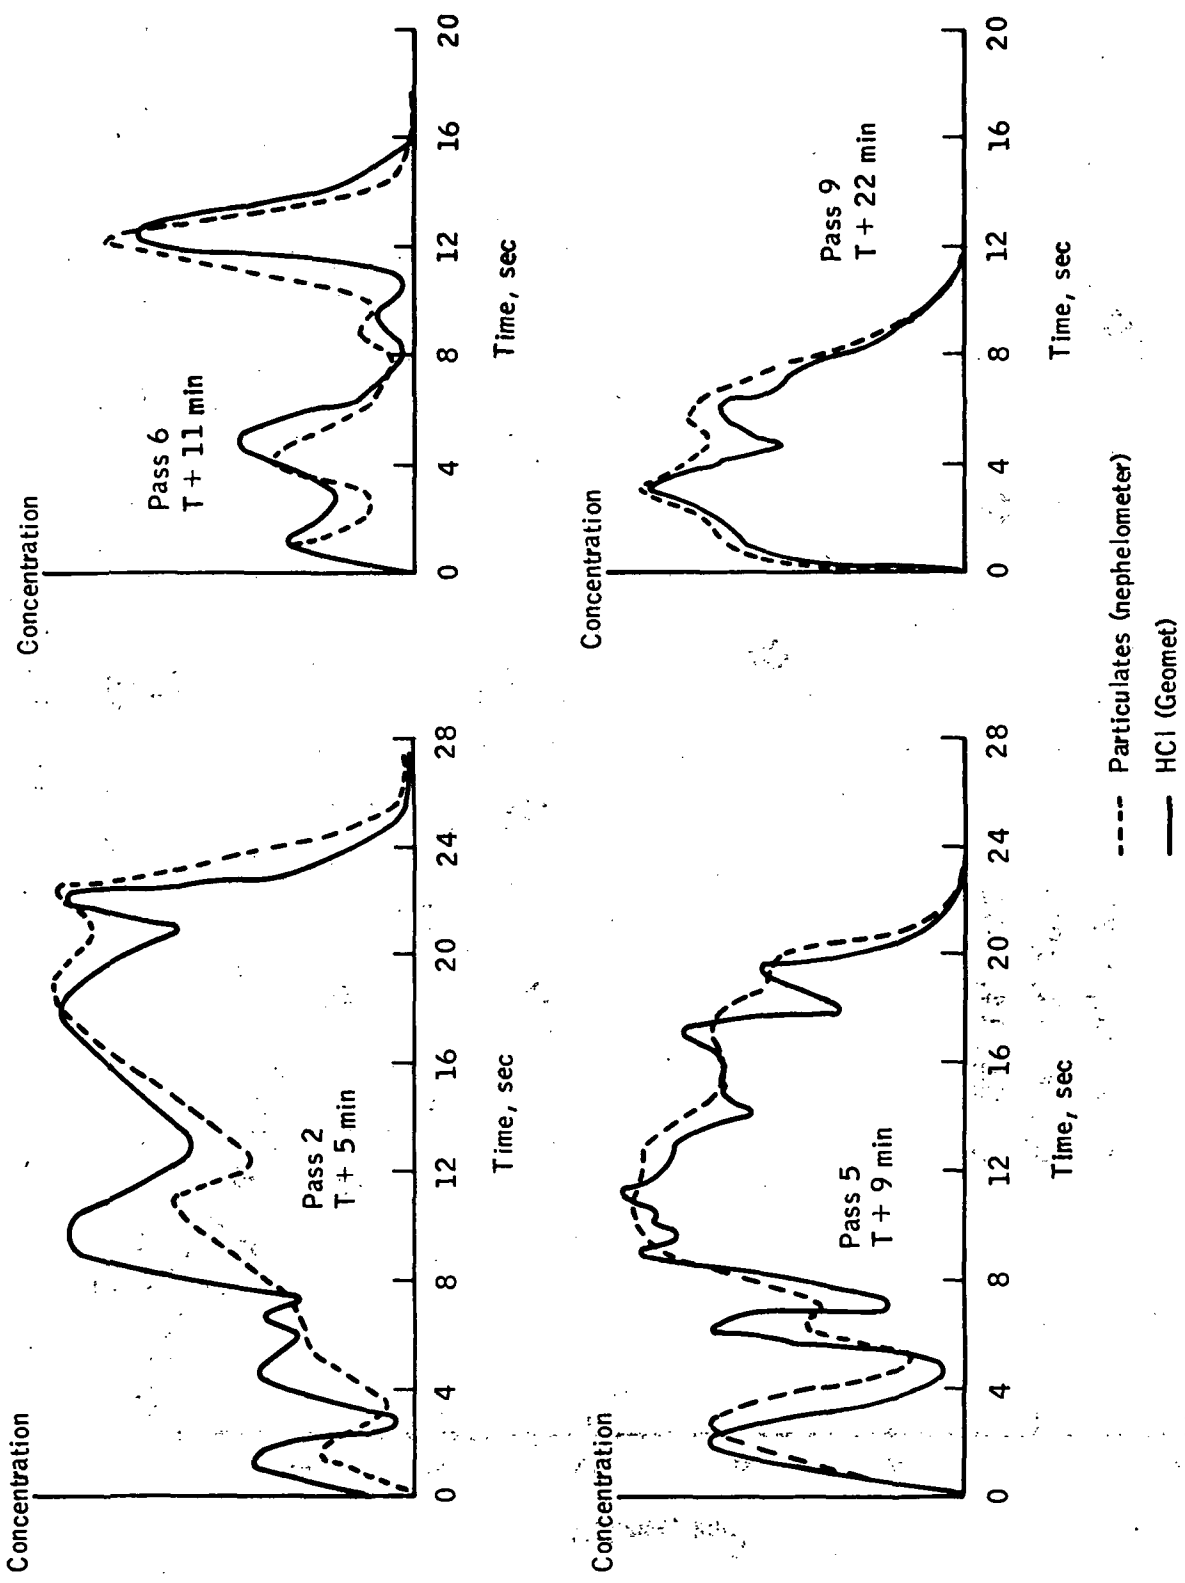 Concentration
Pass 2
T + 5 min
0 4 8 12 16 20 24 28
Time, sec
Concentration
Pass 6
T + 11 min
0 4 8 12 16 20
Time, sec
Concentration
Pass 5
T + 9 min
0 4 8 12 16 20 24 28
Time, sec
Concentration
Pass 9
T + 22 min
0 4 8 12 16 20
Time, sec
Particulates (nephelometer)
HCl (Geomet)